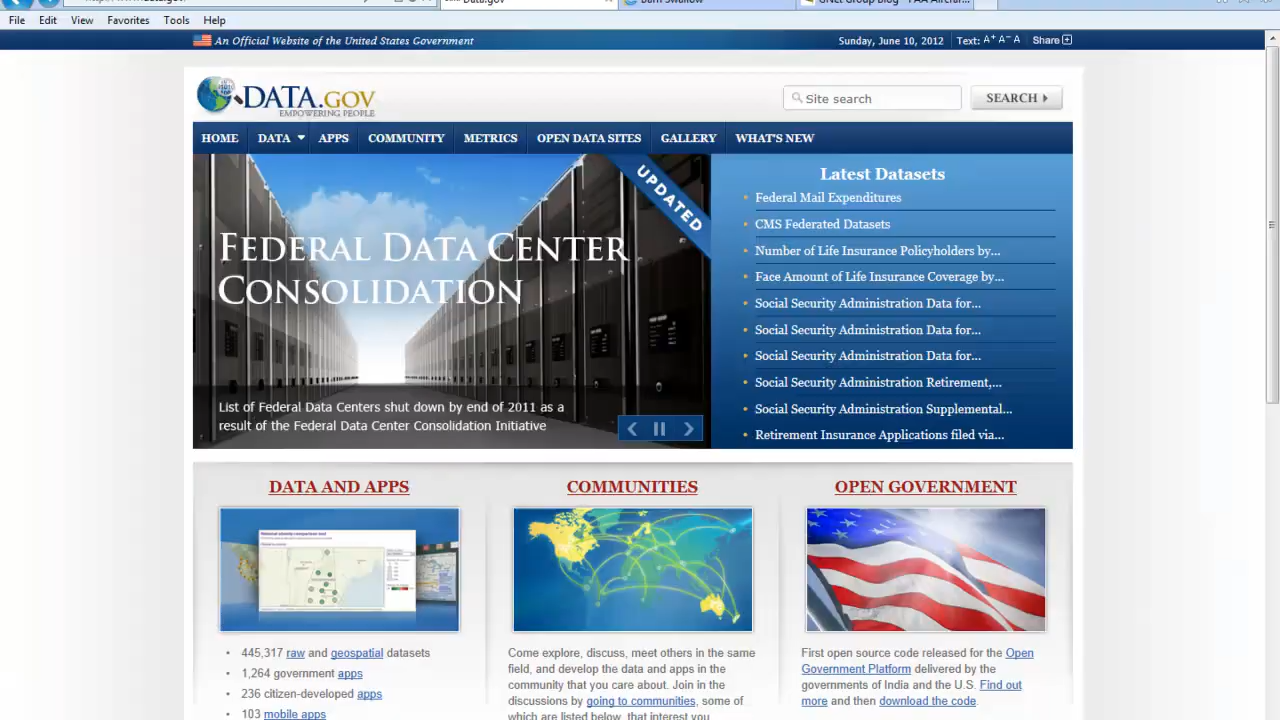 Data.gov
Barn Swallow
File Edit View Favorites Tools Help
An Official Website of the United States Government
Sunday, June 10, 2012 Text: A+ A- A Share
DATA.GOV
EMPOWERING PEOPLE
Site search
SEARCH
HOME DATA APPS COMMUNITY METRICS OPEN DATA SITES GALLERY WHAT'S NEW
UPDATED
FEDERAL DATA CENTER
CONSOLIDATION
List of Federal Data Centers shut down by end of 2011 as a
result of the Federal Data Center Consolidation Initiative
Latest Datasets
Federal Mail Expenditures
CMS Federated Datasets
Number of Life Insurance Policyholders by...
Face Amount of Life Insurance Coverage by...
Social Security Administration Data for...
Social Security Administration Data for...
Social Security Administration Data for...
Social Security Administration Retirement,...
Social Security Administration Supplemental...
Retirement Insurance Applications filed via...
DATA AND APPS
445,317 raw and geospatial datasets
1,264 government apps
236 citizen-developed apps
103 mobile apps
COMMUNITIES
Come explore, discuss, meet others in the same
field, and develop the data and apps in the
community that you care about. Join in the
discussions by going to communities, some of
which are listed below, that interest you
OPEN GOVERNMENT
First open source code released for the Open
Government Platform delivered by the
governments of India and the U.S. Find out
more and then download the code.